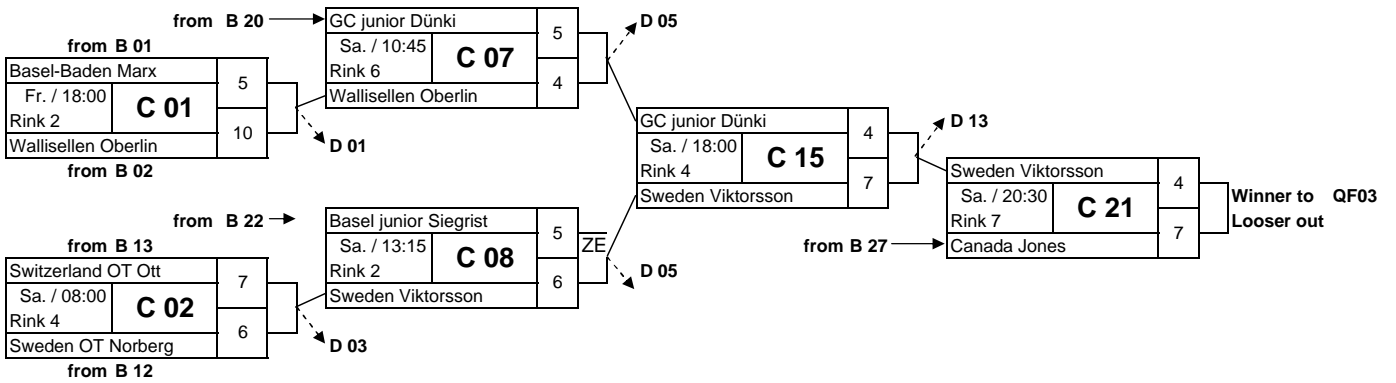 from B 20
GC junior Dünki
5
Sa. / 10:45
Rink 6
C 07
4
Wallisellen Oberlin
D 05
from B 01
Basel-Baden Marx
5
Fr. / 18:00
Rink 2
C 01
10
Wallisellen Oberlin
from B 02
D 01
GC junior Dünki
4
Sa. / 18:00
Rink 4
C 15
7
Sweden Viktorsson
D 13
Sweden Viktorsson
4
Sa. / 20:30
Rink 7
C 21
7
from B 27
Canada Jones
Winner to QF03
Looser out
from B 22
Basel junior Siegrist
5
ZE
Sa. / 13:15
Rink 2
C 08
6
Sweden Viktorsson
D 05
from B 13
Switzerland OT Ott
7
Sa. / 08:00
Rink 4
C 02
6
Sweden OT Norberg
from B 12
D 03